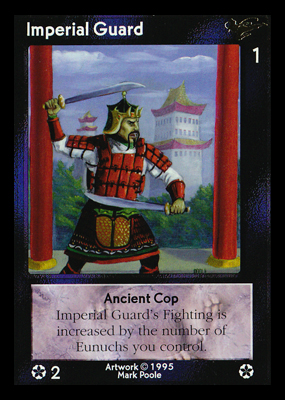 Imperial Guard
1
Ancient Cop
Imperial Guard's Fighting is
increased by the number of
Eunuchs you control.
2
Artwork © 1995
Mark Poole